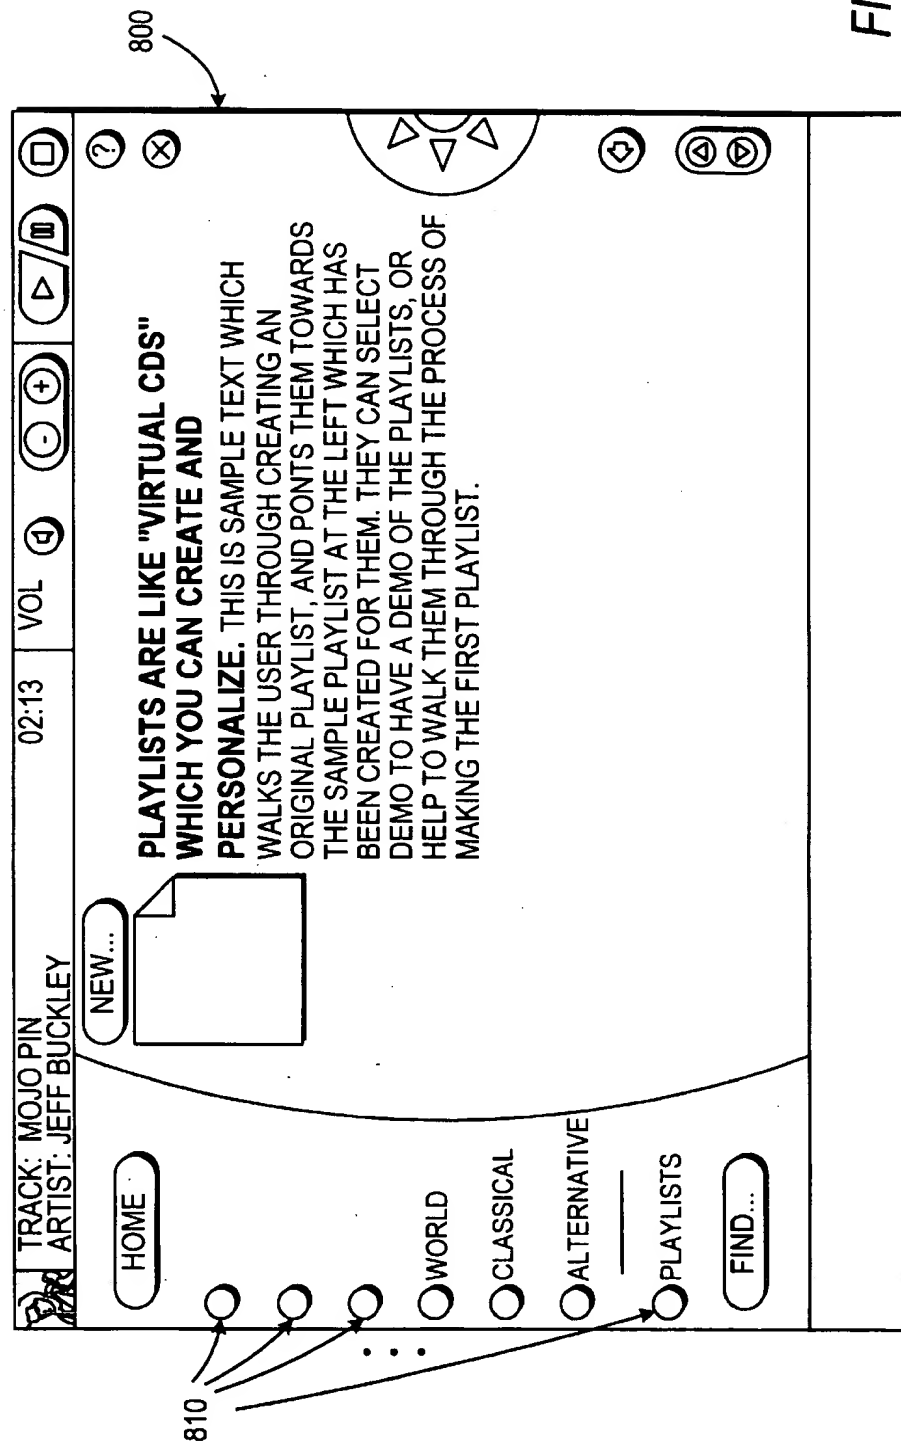 TRACK: MOJO PIN
ARTIST: JEFF BUCKLEY
02:13
VOL
- +
?
HOME
WORLD
CLASSICAL
ALTERNATIVE
PLAYLISTS
FIND...
NEW...
PLAYLISTS ARE LIKE "VIRTUAL CDS"
WHICH YOU CAN CREATE AND
PERSONALIZE. THIS IS SAMPLE TEXT WHICH
WALKS THE USER THROUGH CREATING AN
ORIGINAL PLAYLIST, AND PONTS THEM TOWARDS
THE SAMPLE PLAYLIST AT THE LEFT WHICH HAS
BEEN CREATED FOR THEM. THEY CAN SELECT
DEMO TO HAVE A DEMO OF THE PLAYLISTS, OR
HELP TO WALK THEM THROUGH THE PROCESS OF
MAKING THE FIRST PLAYLIST.
800
810